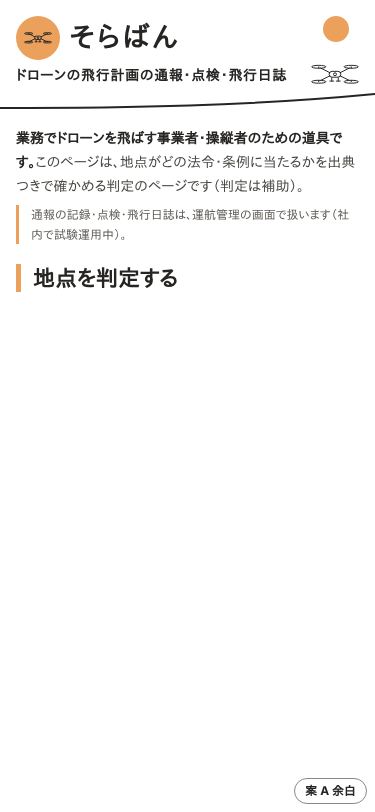 そらばん
ドローンの飛行計画の通報・点検・飛行日誌
業務でドローンを飛ばす事業者・操縦者のための道具で
す。このページは、地点がどの法令・条例に当たるかを出典
つきで確かめる判定のページです（判定は補助）。
通報の記録・点検・飛行日誌は、運航管理の画面で扱います（社
内で試験運用中）。
地点を判定する
案 A 余白